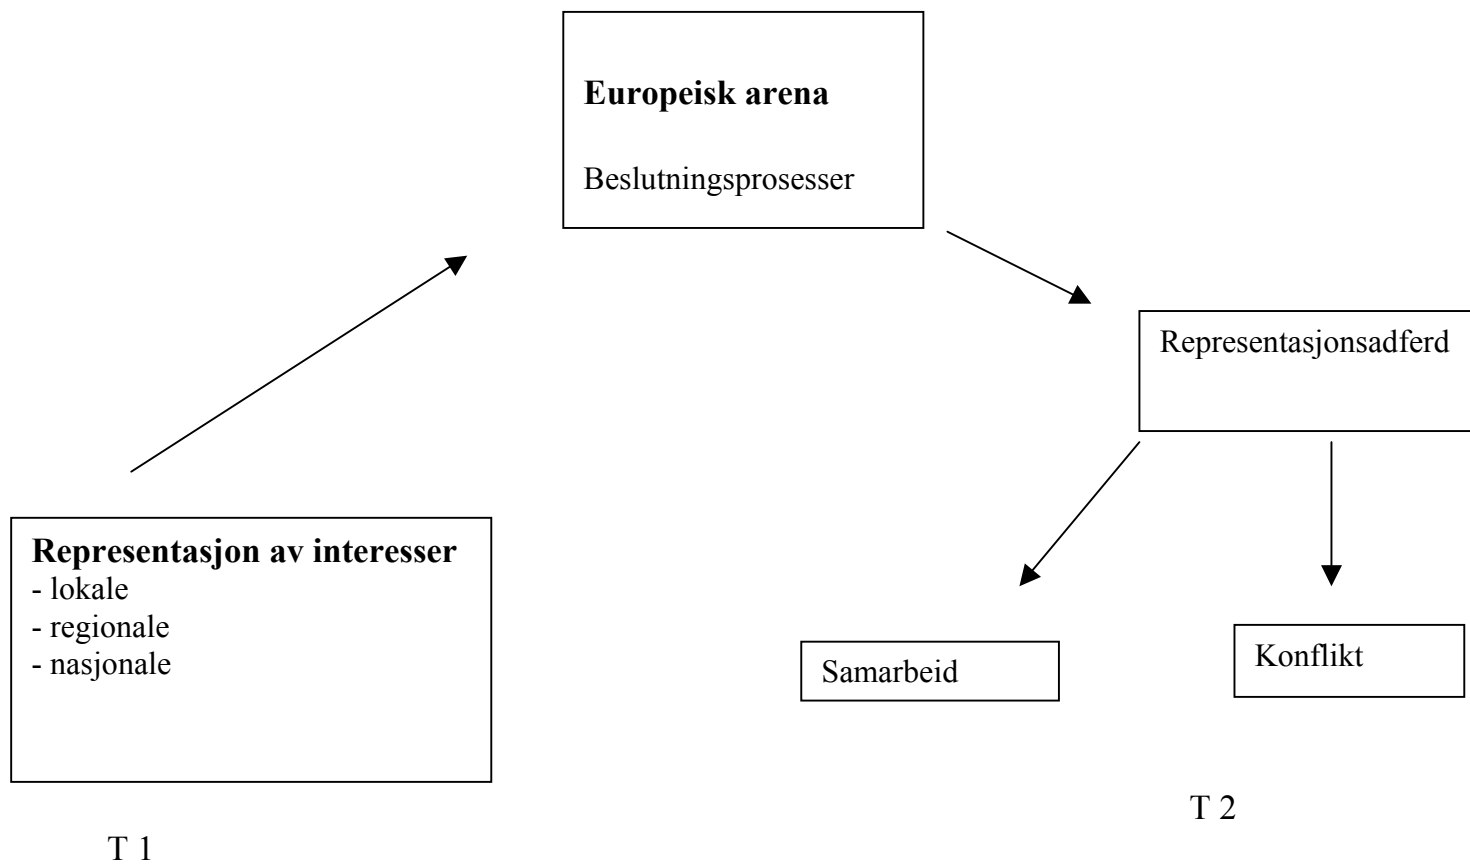 Europeisk arena
Beslutningsprosesser
Representasjonsadferd
Representasjon av interesser
- lokale
- regionale
- nasjonale
Samarbeid
Konflikt
T 2
T 1